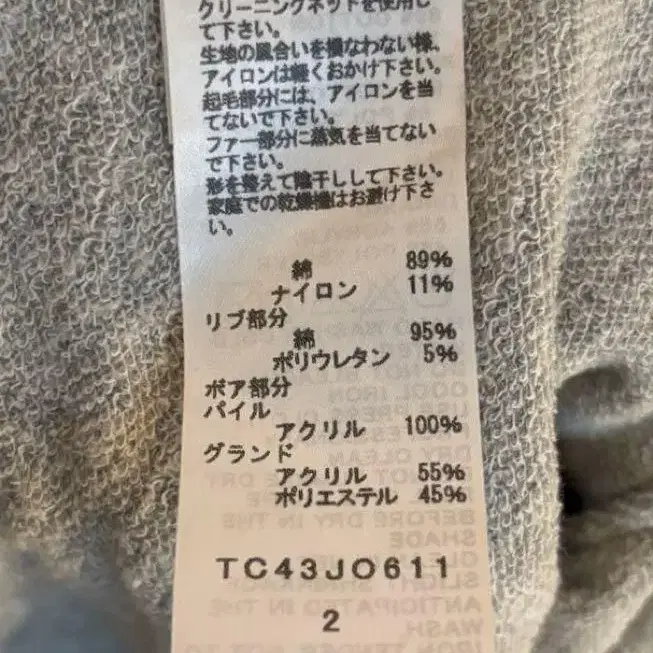 クリーニングネットを使用し
て下さい。
生地の風合いを損なわない様、
アイロンは軽くおかけ下さい。
起毛部分には、アイロンを当
てないで下さい。
ファー部分に蒸気を当てない
で下さい。
形を整えて陰干しして下さい。
家庭での乾燥機はお避け下さ
い。
綿 89%
ナイロン 11%
リブ部分
綿 95%
ポリウレタン 5%
ボア部分
パイル
アクリル 100%
グランド
アクリル 55%
ポリエステル 45%
TC43JO611
2